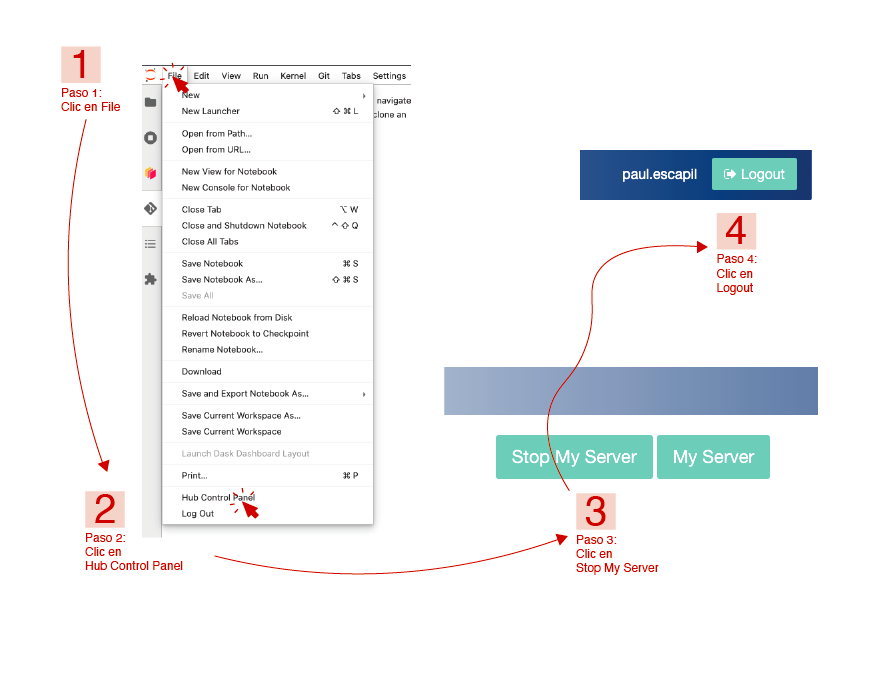 1
Paso 1:
Clic en File
File Edit View Run Kernel Git Tabs Settings
New
navigate
New Launcher ⇧ ⌘ L
clone an
Open from Path...
Open from URL...
New View for Notebook
New Console for Notebook
Close Tab ⌥ W
Close and Shutdown Notebook ^ ⇧ Q
Close All Tabs
Save Notebook ⌘ S
Save Notebook As... ⇧ ⌘ S
Save All
Reload Notebook from Disk
Revert Notebook to Checkpoint
Rename Notebook...
Download
Save and Export Notebook As...
Save Current Workspace As...
Save Current Workspace
Launch Dask Dashboard Layout
Print... ⌘ P
Hub Control Panel
Log Out
2
Paso 2:
Clic en
Hub Control Panel
Stop My Server
My Server
3
Paso 3:
Clic en
Stop My Server
paul.escapil
Logout
4
Paso 4:
Clic en
Logout